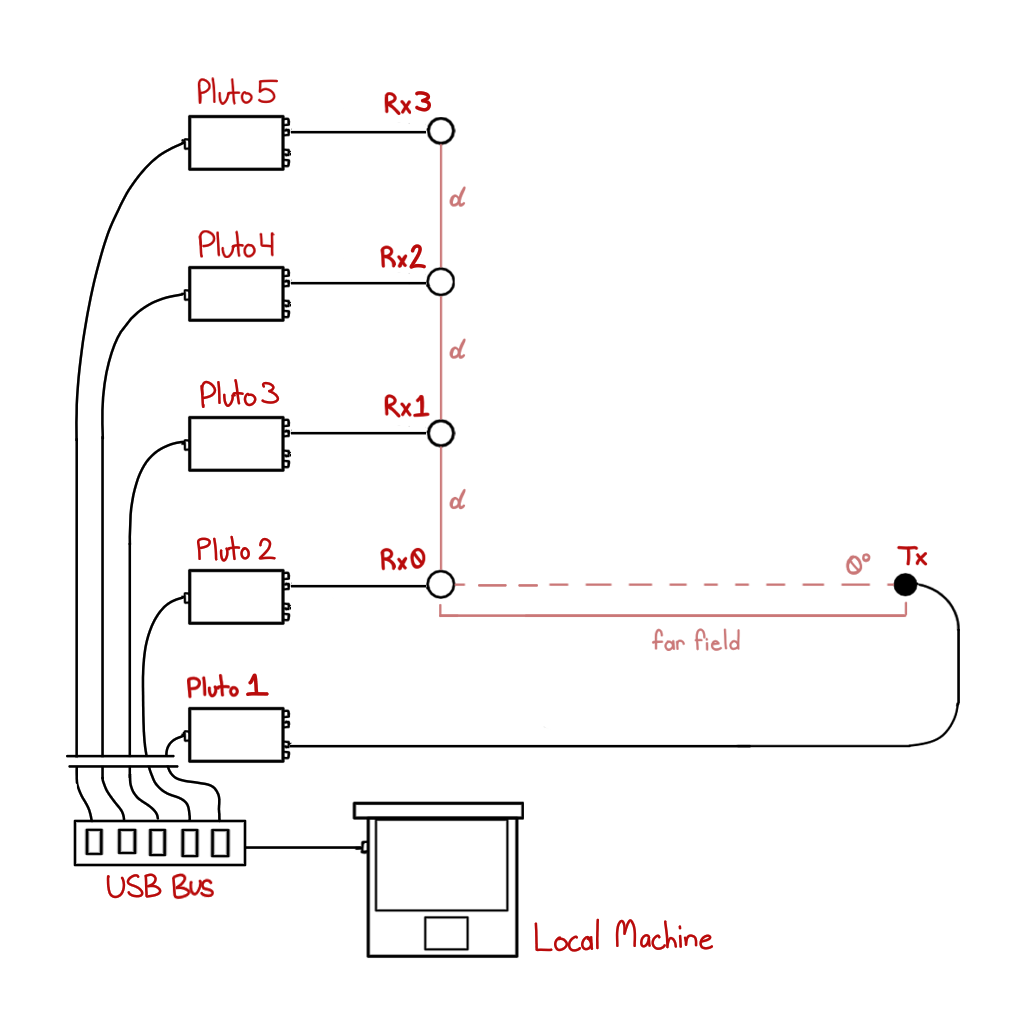 Pluto 5
Rx3
d
Pluto 4
Rx2
d
Pluto 3
Rx1
d
Pluto 2
Rx0
0°
Tx
far field
Pluto 1
USB Bus
Local Machine